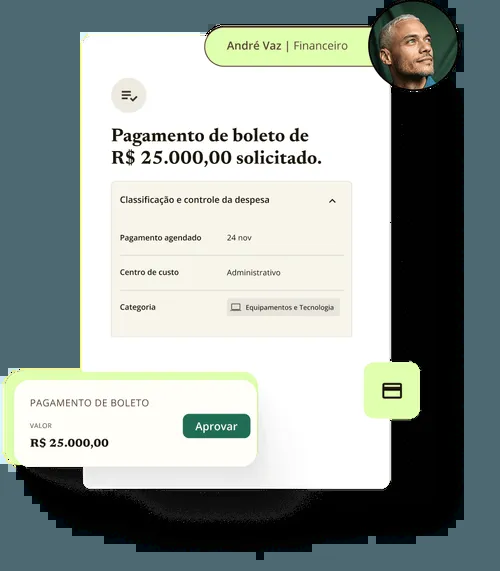 André Vaz | Financeiro
Pagamento de boleto de
R$ 25.000,00 solicitado.
Classificação e controle da despesa
Pagamento agendado 24 nov
Centro de custo Administrativo
Categoria Equipamentos e Tecnologia
PAGAMENTO DE BOLETO
VALOR
R$ 25.000,00
Aprovar